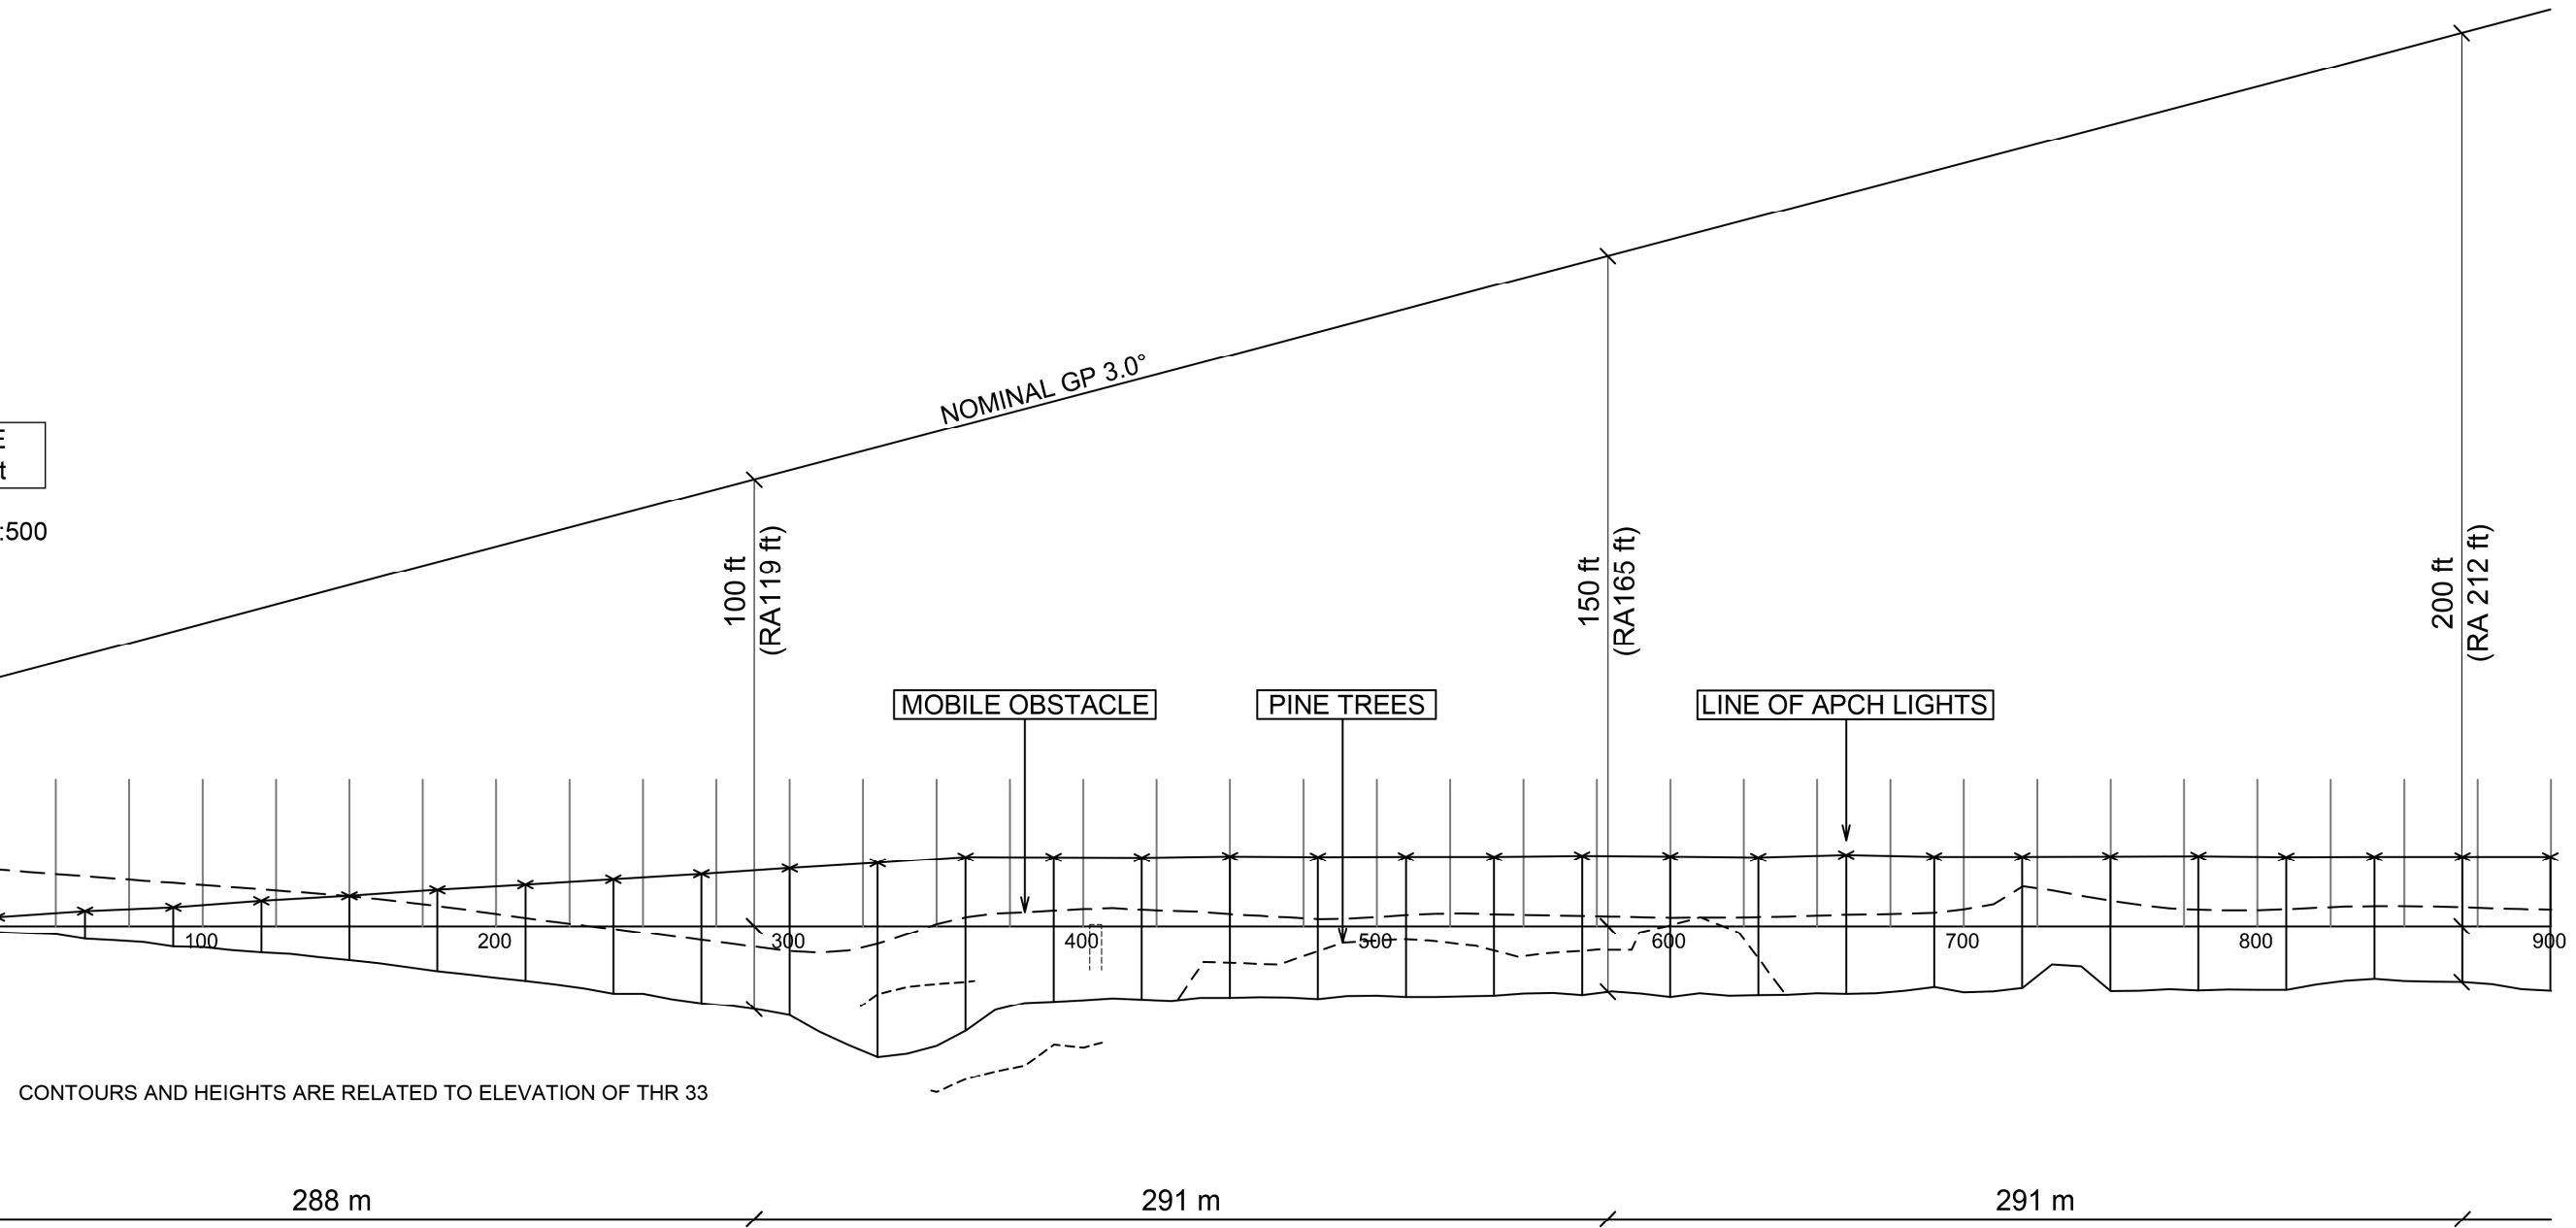 NOMINAL GP 3.0°
E
t
:500
100 ft
(RA119 ft)
150 ft
(RA165 ft)
200 ft
(RA 212 ft)
MOBILE OBSTACLE
PINE TREES
LINE OF APCH LIGHTS
100
200
300
400
500
600
700
800
900
CONTOURS AND HEIGHTS ARE RELATED TO ELEVATION OF THR 33
288 m
291 m
291 m